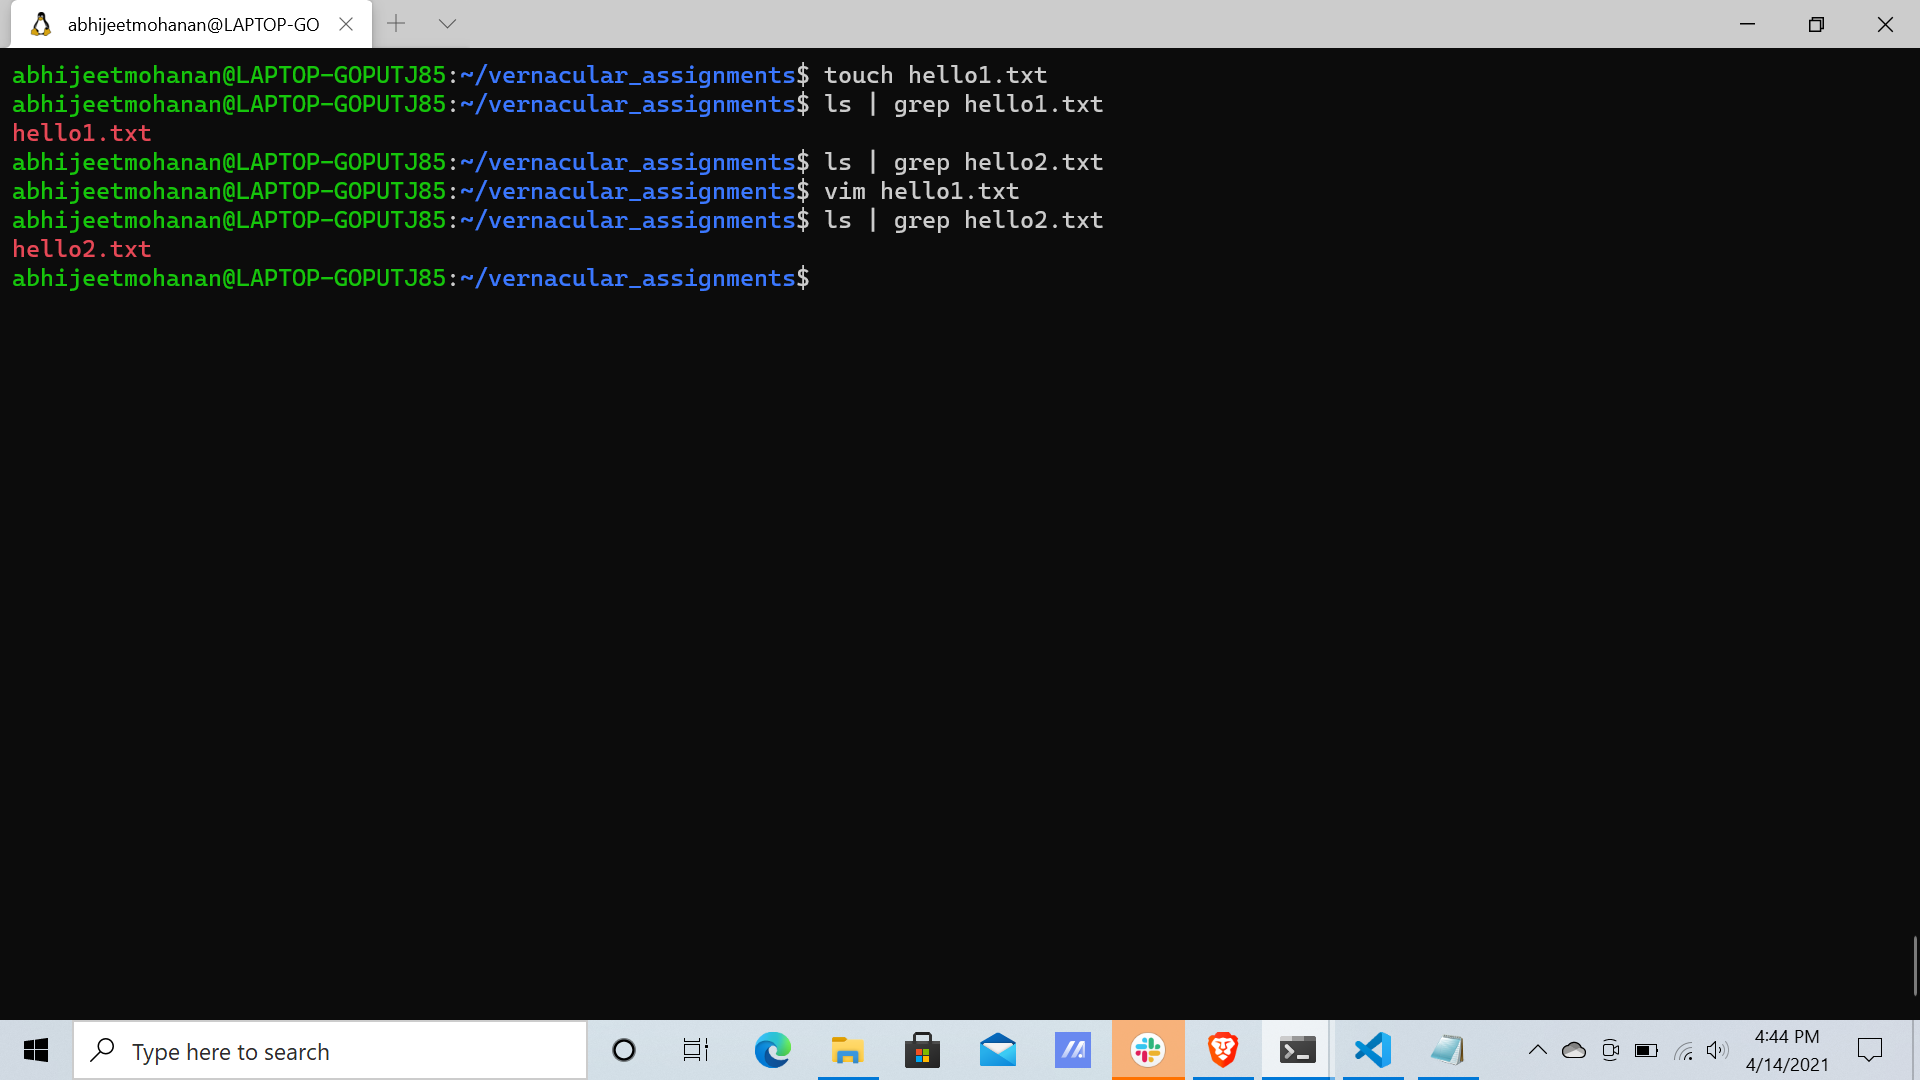 abhijeetmohanan@LAPTOP-GO
abhijeetmohanan@LAPTOP-GOPUTJ85:~/vernacular_assignments$ touch hello1.txt
abhijeetmohanan@LAPTOP-GOPUTJ85:~/vernacular_assignments$ ls | grep hello1.txt
hello1.txt
abhijeetmohanan@LAPTOP-GOPUTJ85:~/vernacular_assignments$ ls | grep hello2.txt
abhijeetmohanan@LAPTOP-GOPUTJ85:~/vernacular_assignments$ vim hello1.txt
abhijeetmohanan@LAPTOP-GOPUTJ85:~/vernacular_assignments$ ls | grep hello2.txt
hello2.txt
abhijeetmohanan@LAPTOP-GOPUTJ85:~/vernacular_assignments$
Type here to search
4:44 PM
4/14/2021